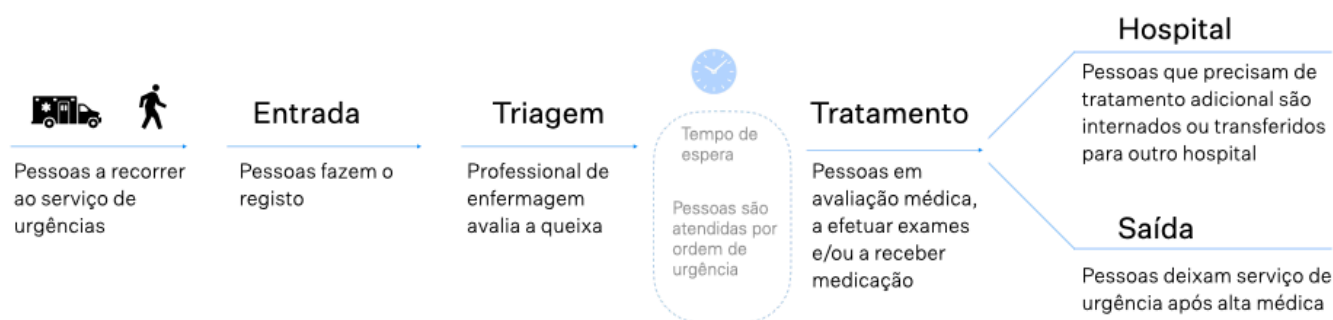 Pessoas a recorrer
ao serviço de
urgências
Entrada
Pessoas fazem o
registo
Triagem
Professional de
enfermagem
avalia a queixa
Tempo de
espera
Pessoas são
atendidas por
ordem de
urgência
Tratamento
Pessoas em
avaliação médica,
a efetuar exames
e/ou a receber
medicação
Hospital
Pessoas que precisam de
tratamento adicional são
internados ou transferidos
para outro hospital
Saída
Pessoas deixam serviço de
urgência após alta médica